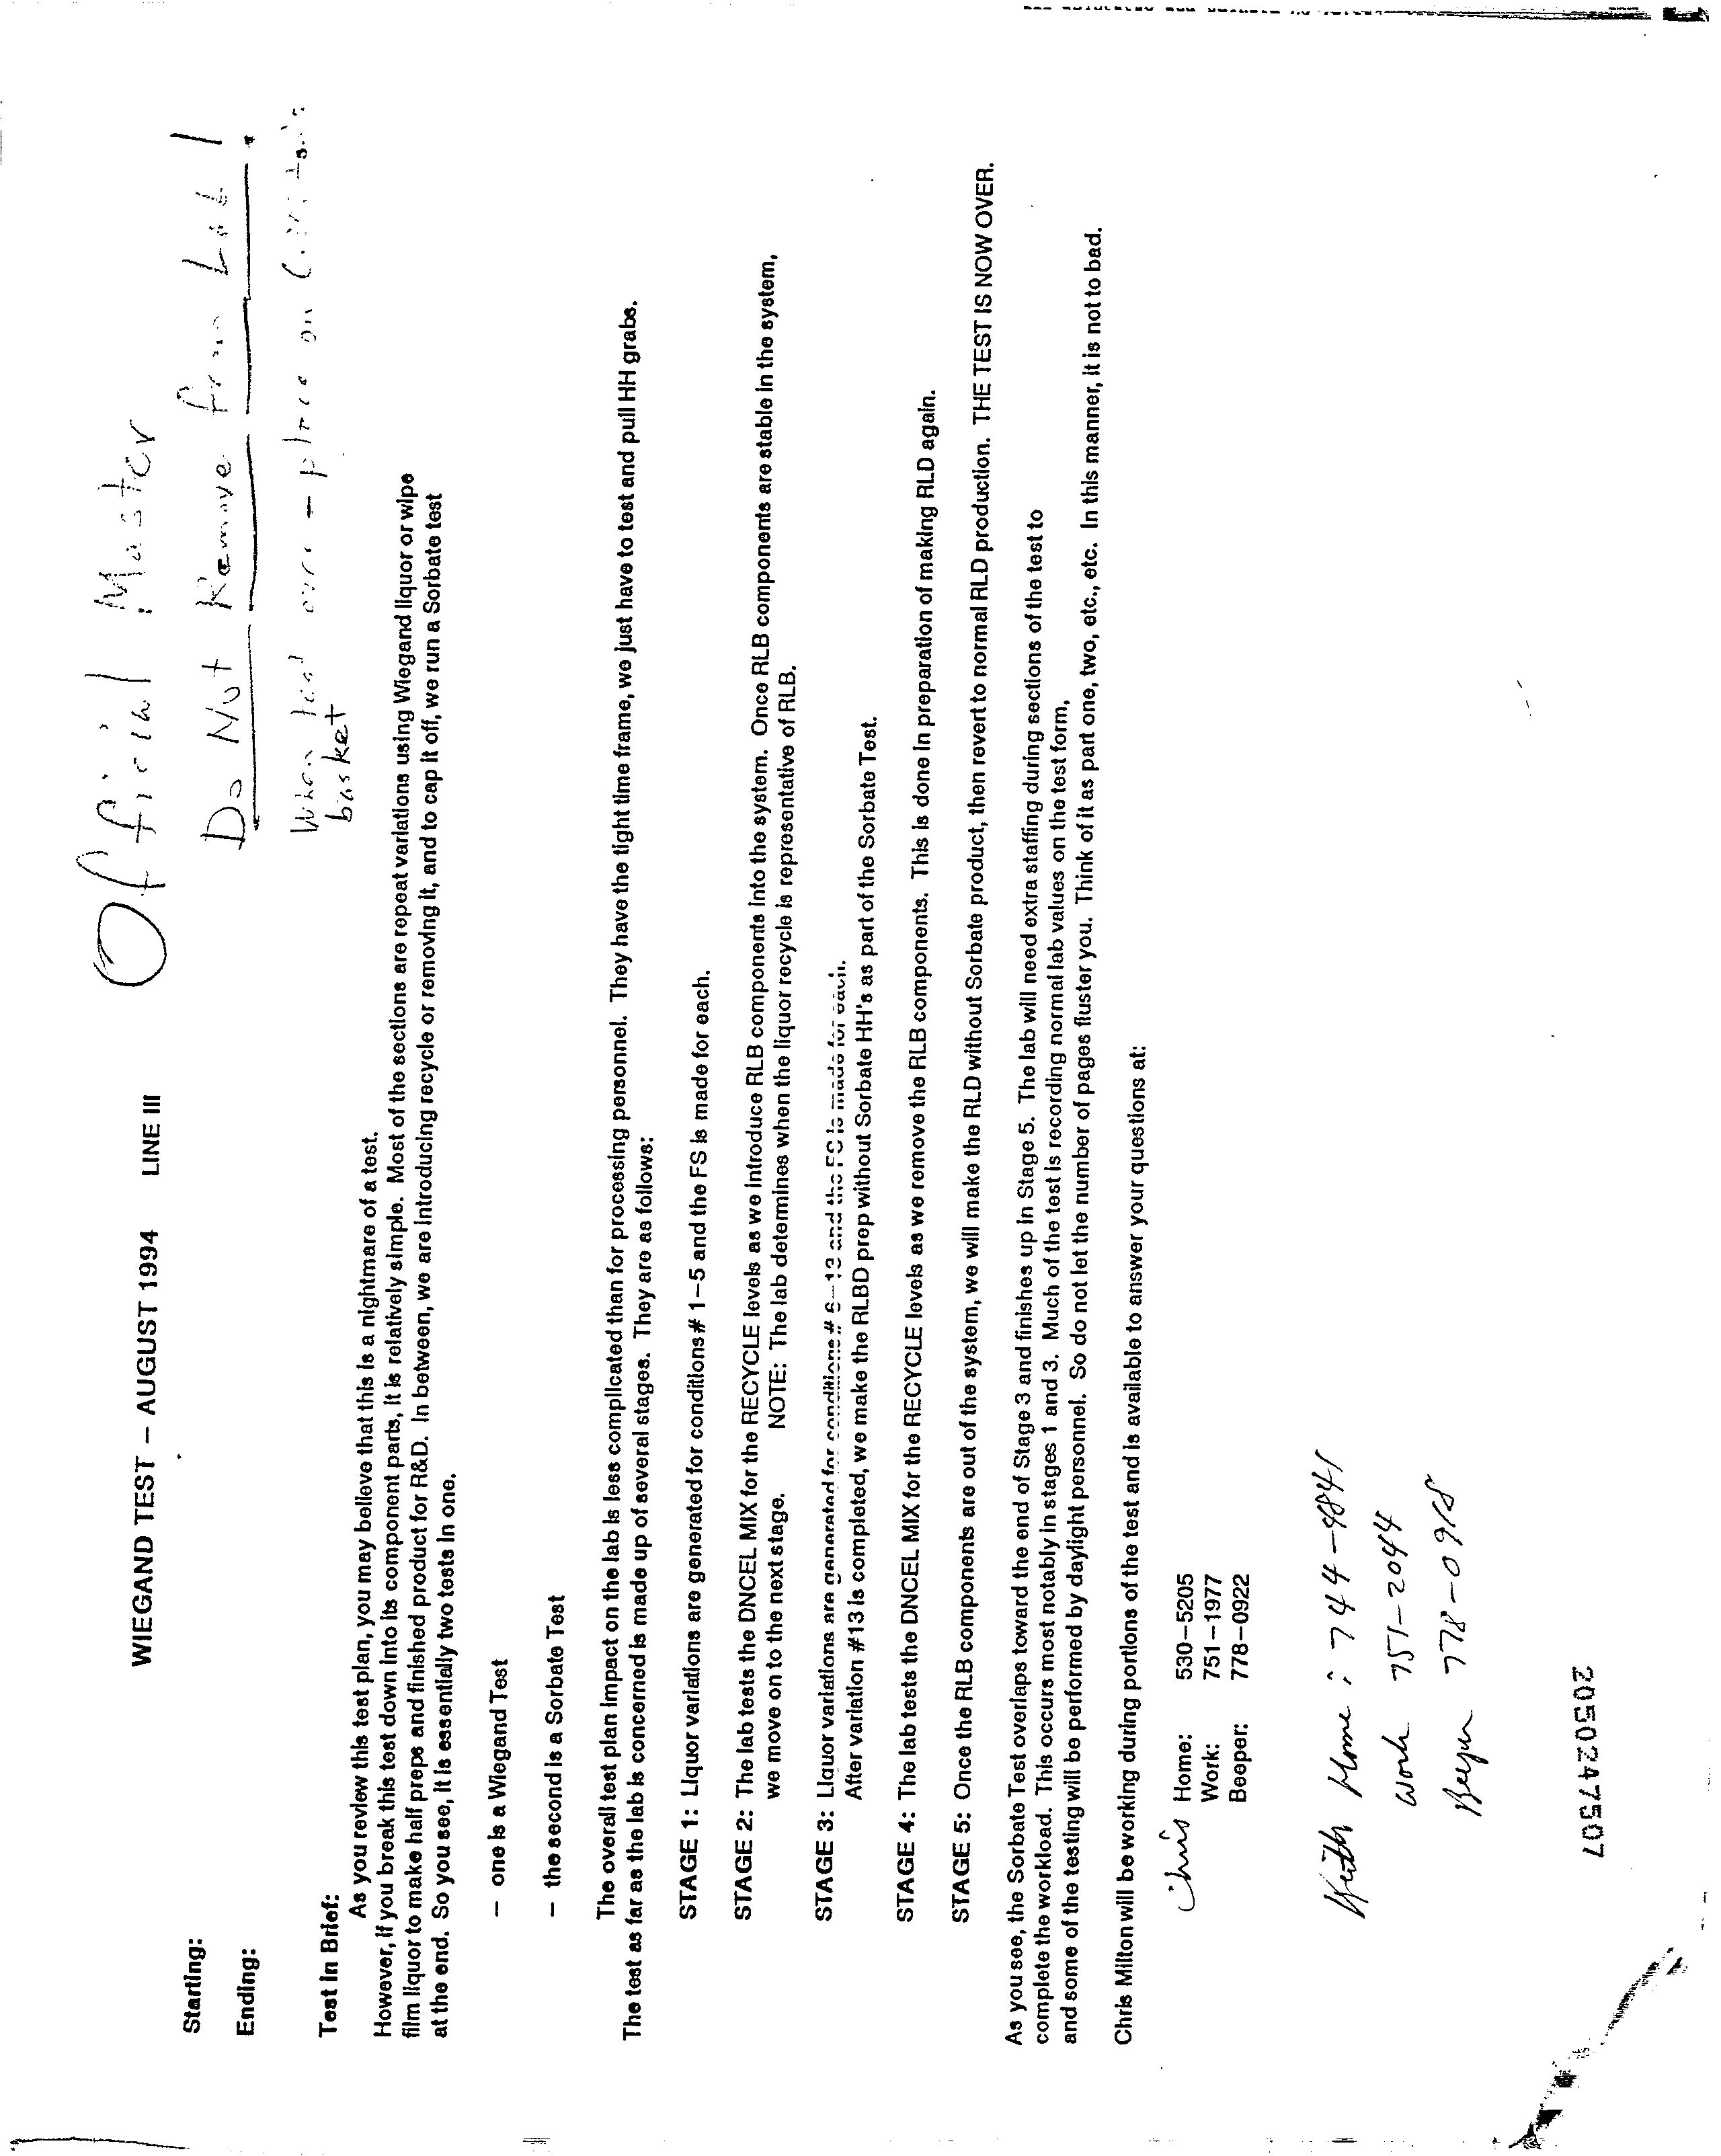 WIEGAND TEST – AUGUST 1994 LINE III
Official Master
Starting:
Do Not Remove from Lab!
Ending:
When test over – place on
basket
Test in Brief:
As you review this test plan, you may believe that this is a nightmare of a test.
However, if you break this test down into its component parts, it is relatively simple. Most of the sections are repeat variations using Wiegand liquor or wipe
film liquor to make half preps and finished product for R&D. In between, we are introducing recycle or removing it, and to cap it off, we run a Sorbate test
at the end. So you see, it is essentially two tests in one.
– one is a Wiegand Test
– the second is a Sorbate Test
The overall test plan impact on the lab is less complicated than for processing personnel. They have the tight time frame, we just have to test and pull HH grabs.
The test as far as the lab is concerned is made up of several stages. They are as follows:
STAGE 1: Liquor variations are generated for conditions# 1–5 and the FS is made for each.
STAGE 2: The lab tests the DNCEL MIX for the RECYCLE levels as we introduce RLB components into the system. Once RLB components are stable in the system,
we move on to the next stage. NOTE: The lab determines when the liquor recycle is representative of RLB.
STAGE 3: Liquor variations are generated for conditions# 6–13 and the FS is made for each.
After variation #13 is completed, we make the RLBD prep without Sorbate HH's as part of the Sorbate Test.
STAGE 4: The lab tests the DNCEL MIX for the RECYCLE levels as we remove the RLB components. This is done in preparation of making RLD again.
STAGE 5: Once the RLB components are out of the system, we will make the RLD without Sorbate product, then revert to normal RLD production. THE TEST IS NOW OVER.
As you see, the Sorbate Test overlaps toward the end of Stage 3 and finishes up in Stage 5. The lab will need extra staffing during sections of the test to
complete the workload. This occurs most notably in stages 1 and 3. Much of the test is recording normal lab values on the test form,
and some of the testing will be performed by daylight personnel. So do not let the number of pages fluster you. Think of it as part one, two, etc., etc. In this manner, it is not to bad.
Chris Milton will be working during portions of the test and is available to answer your questions at:
Chris Home: 530–5205
Work: 751–1977
Beeper: 778–0922
Keith Home: 744–4841
Work 751–2044
Beeper 778–0918
2050247507